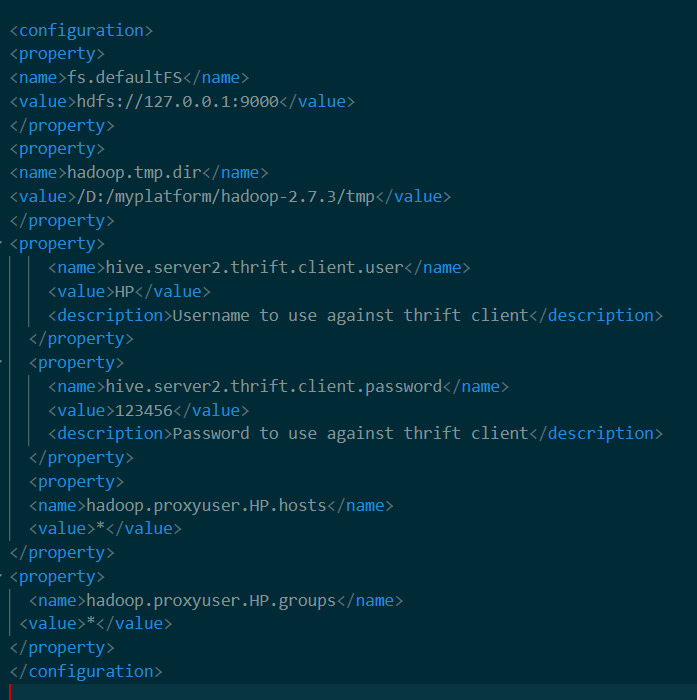 <configuration>
<property>
<name>fs.defaultFS</name>
<value>hdfs://127.0.0.1:9000</value>
</property>
<property>
<name>hadoop.tmp.dir</name>
<value>/D:/myplatform/hadoop-2.7.3/tmp</value>
</property>
<property>
<name>hive.server2.thrift.client.user</name>
<value>HP</value>
<description>Username to use against thrift client</description>
</property>
<property>
<name>hive.server2.thrift.client.password</name>
<value>123456</value>
<description>Password to use against thrift client</description>
</property>
<property>
<name>hadoop.proxyuser.HP.hosts</name>
<value>*</value>
</property>
<property>
<name>hadoop.proxyuser.HP.groups</name>
<value>*</value>
</property>
</configuration>